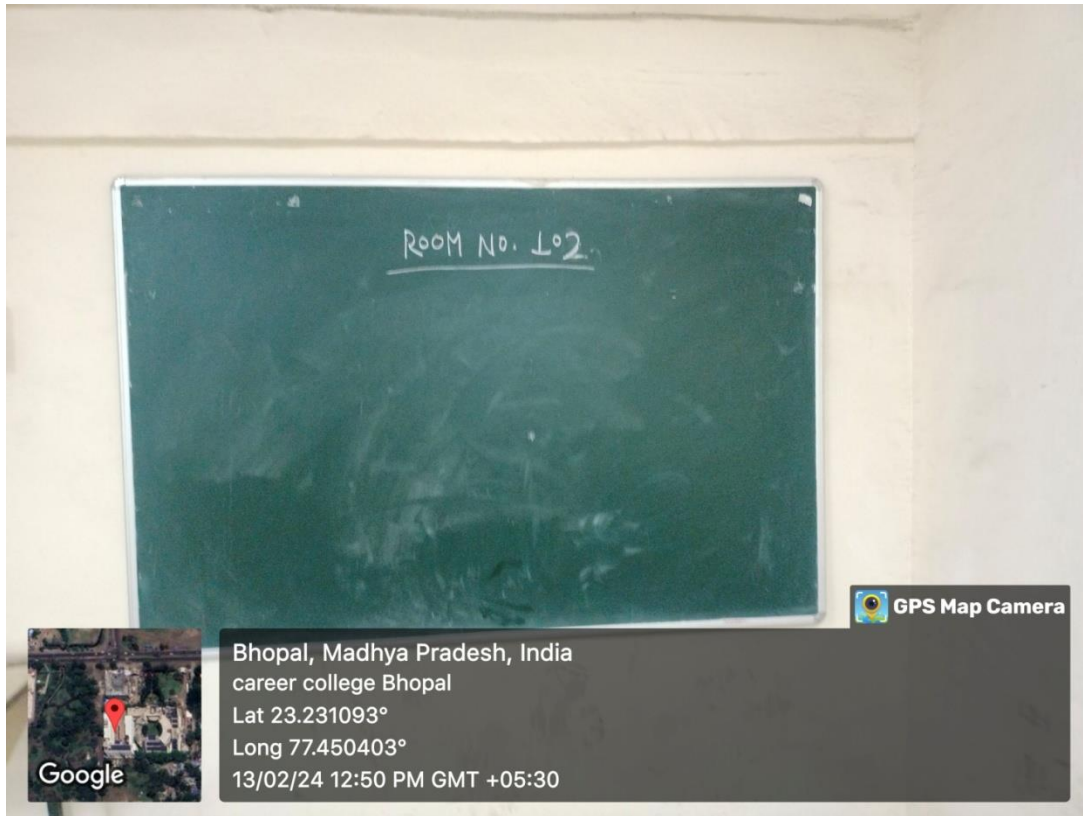 ROOM NO. 102
GPS Map Camera
Bhopal, Madhya Pradesh, India
career college Bhopal
Lat 23.231093°
Long 77.450403°
13/02/24 12:50 PM GMT +05:30
Google